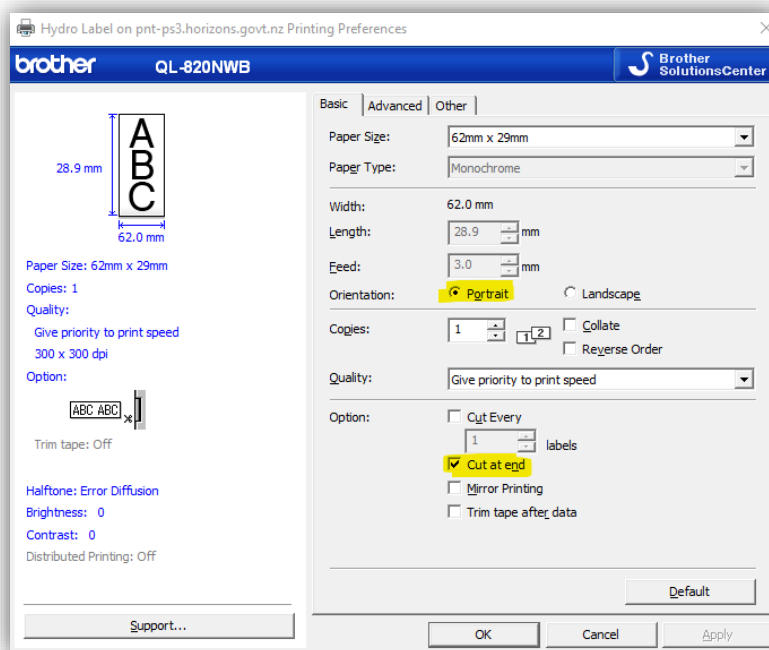 Hydro Label on pnt-ps3.horizons.govt.nz Printing Preferences
brother QL-820NWB Brother SolutionsCenter
A
B
C
28.9 mm
62.0 mm
Paper Size: 62mm x 29mm
Copies: 1
Quality:
Give priority to print speed
300 x 300 dpi
Option:
ABC ABC
Trim tape: Off
Halftone: Error Diffusion
Brightness: 0
Contrast: 0
Distributed Printing: Off
Support...
Basic Advanced Other
Paper Size: 62mm x 29mm
Paper Type: Monochrome
Width: 62.0 mm
Length: 28.9 mm
Feed: 3.0 mm
Orientation: Portrait Landscape
Copies: 1 1 2 Collate
Reverse Order
Quality: Give priority to print speed
Option: Cut Every
1 labels
Cut at end
Mirror Printing
Trim tape after data
Default
OK Cancel Apply